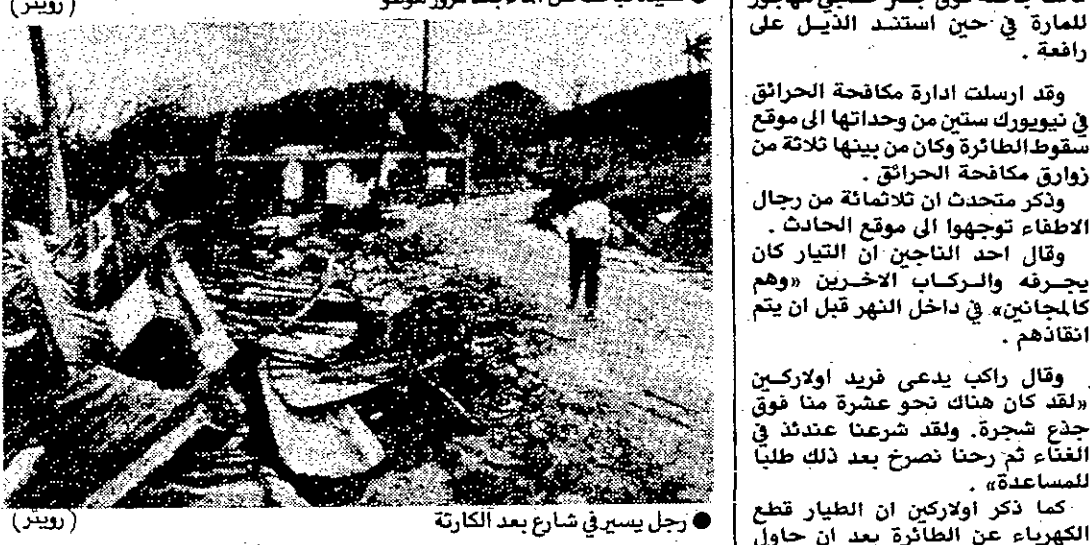 للمارة في حين استند الذيل على
رافعة .
وقد ارسلت ادارة مكافحة الحرائق
في نيويورك ستين من وحداتها الى موقع
سقوط الطائرة وكان من بينها ثلاثة من
زوارق مكافحة الحرائق .
وذكر متحدث ان ثلاثمائة من رجال
الاطفاء توجهوا الى موقع الحادث .
وقال احد الناجين ان التيار كان
يجرفه والركاب الاخرين «وهم
كالمجانين» في داخل النهر قبل ان يتم
انقاذهم .
وقال راكب يدعى فريد اولاركين
«لقد كان هناك نحو عشرة منا فوق
جذع شجرة. ولقد شرعنا عندئذ في
الغناء ثم رحنا نصرخ بعد ذلك طلبا
للمساعدة» .
كما ذكر اولاركين ان الطيار قطع
الكهرباء عن الطائرة بعد ان حاول
(رويتر)
● رجل يسير في شارع بعد الكارثة (رويتر)